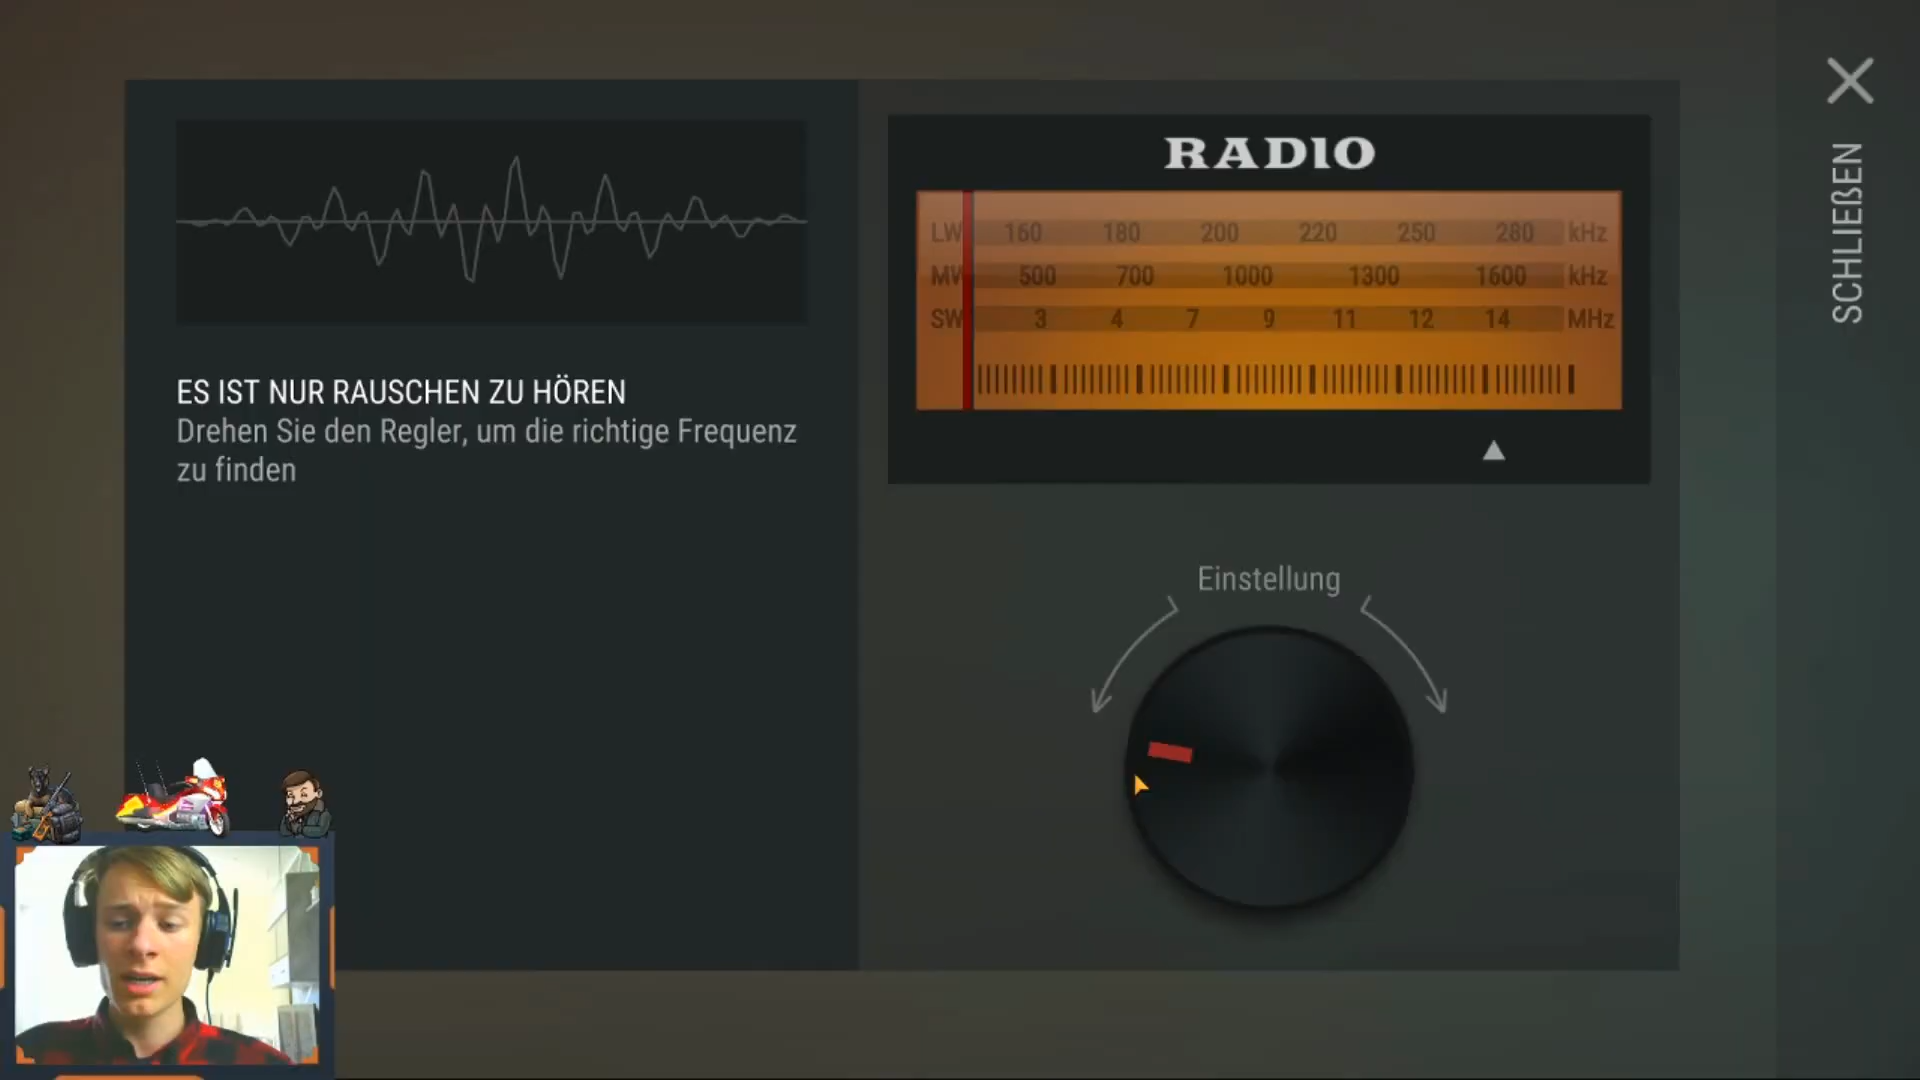 RADIO
LW 160 180 200 220 250 280 kHz
MW 500 700 1000 1300 1600 kHz
SW 3 4 7 9 11 12 14 MHz
ES IST NUR RAUSCHEN ZU HÖREN
Drehen Sie den Regler, um die richtige Frequenz
zu finden
Einstellung
SCHLIEẞEN